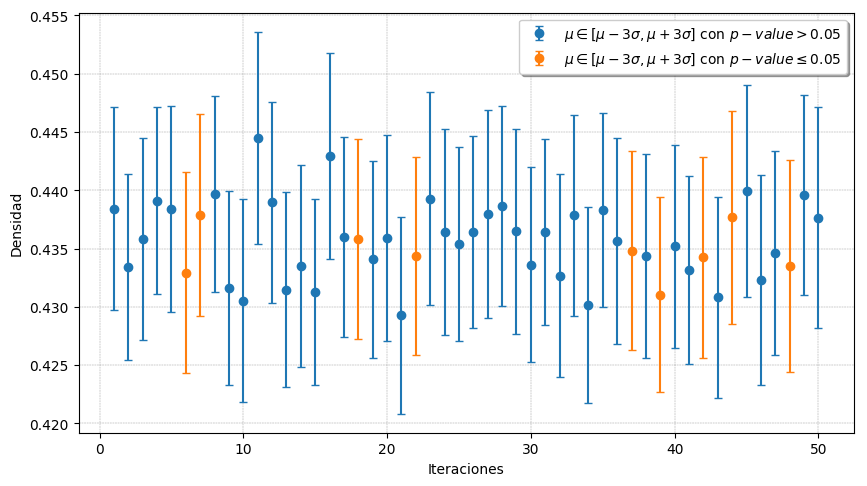 0.455
0.450
0.445
0.440
0.435
0.430
0.425
0.420
Densidad
μ ∈ [μ − 3σ, μ + 3σ] con p − value > 0.05
μ ∈ [μ − 3σ, μ + 3σ] con p − value ≤ 0.05
0 10 20 30 40 50
Iteraciones